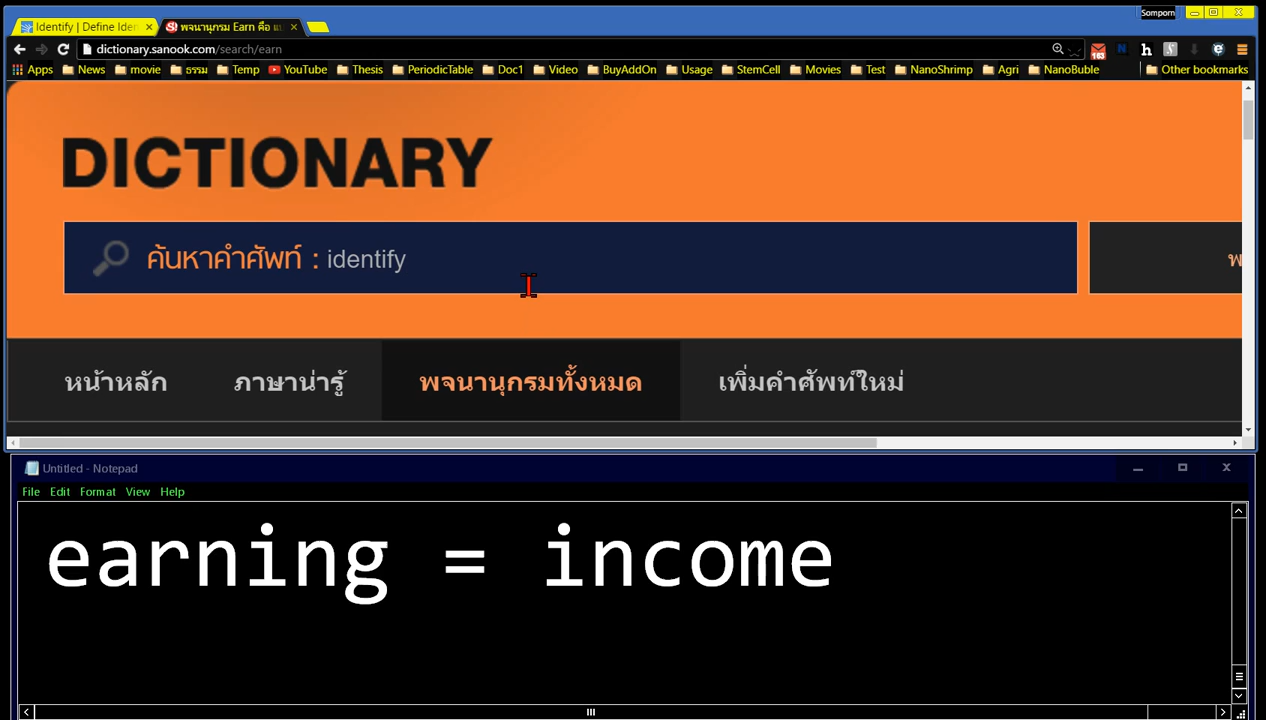 Somporn
Identify | Define Iden
พจนานุกรม Earn คือ แป
dictionary.sanook.com/search/earn
163
Apps News movie ธรรม Temp YouTube Thesis PeriodicTable Doc1 Video BuyAddOn Usage StemCell Movies Test NanoShrimp Agri NanoBuble Other bookmarks
DICTIONARY
ค้นหาคำศัพท์ : identify
พ
หน้าหลัก ภาษาน่ารู้ พจนานุกรมทั้งหมด เพิ่มคำศัพท์ใหม่
Untitled - Notepad
File Edit Format View Help
earning = income